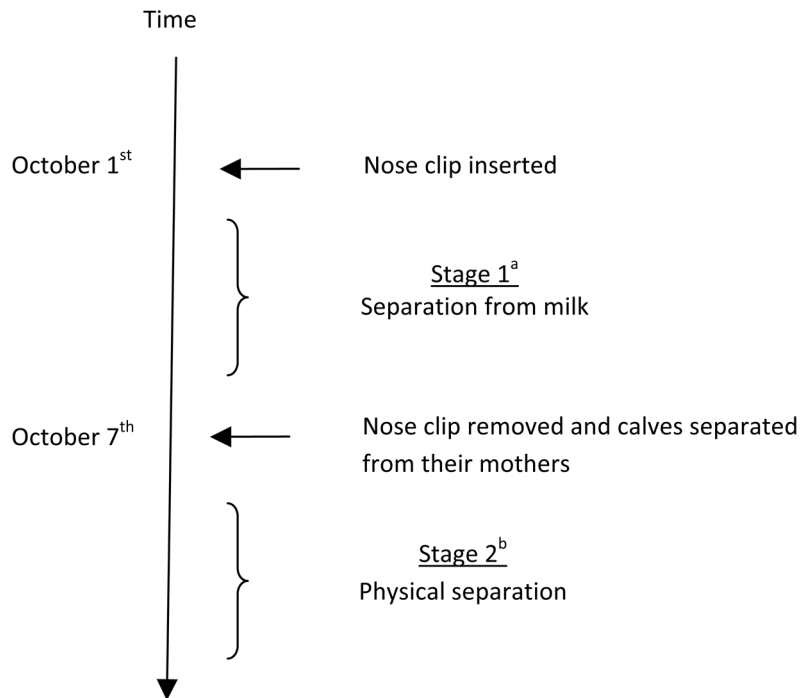 Time
October 1st
Nose clip inserted
Stage 1a
Separation from milk
October 7th
Nose clip removed and calves separated
from their mothers
Stage 2b
Physical separation